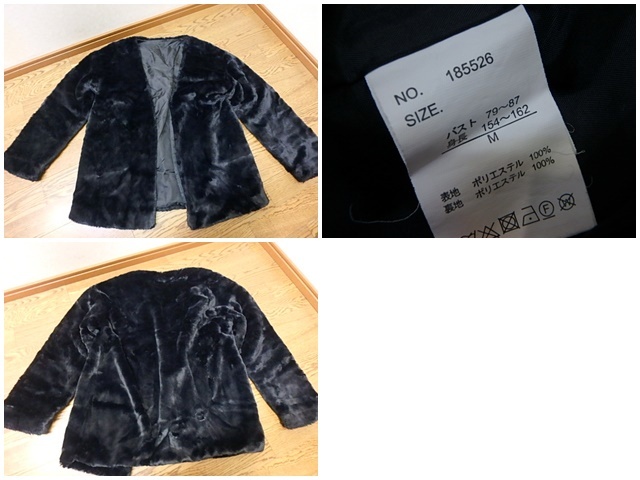 NO. 185526
SIZE.
バスト 79～87
身長 154～162
M
表地 ポリエステル 100%
裏地 ポリエステル 100%